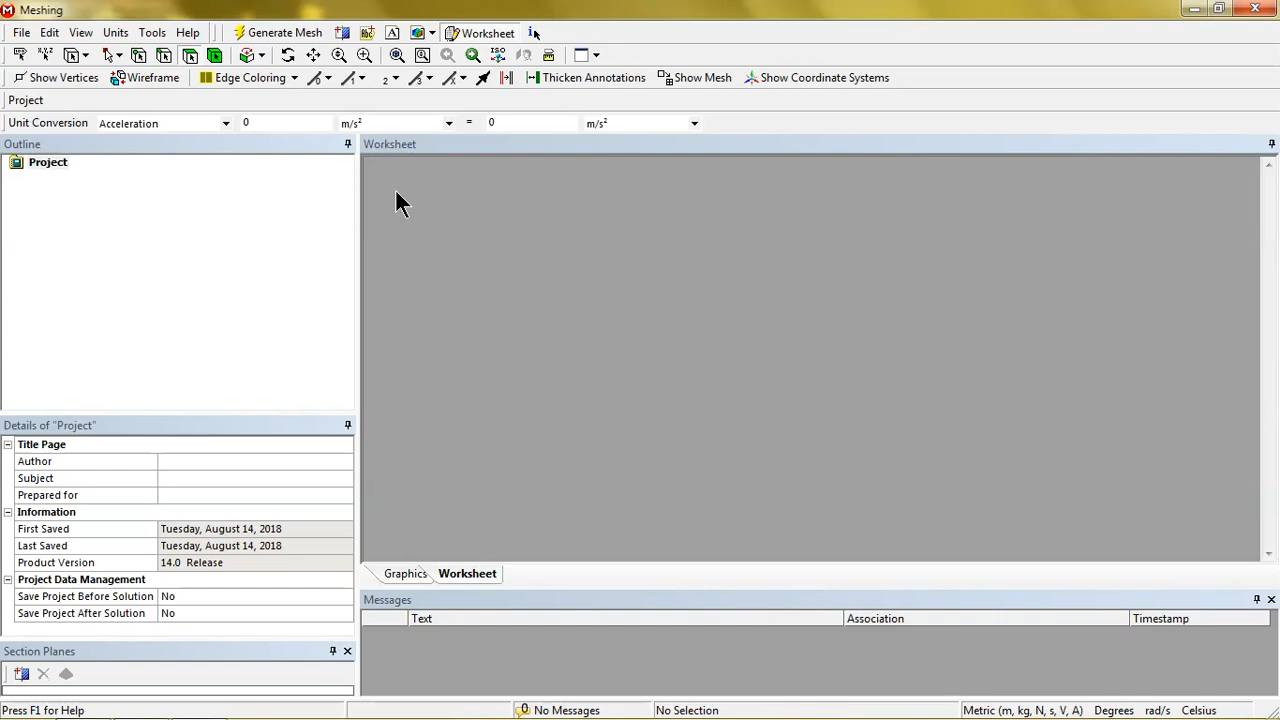 Meshing
File Edit View Units Tools Help Generate Mesh A Worksheet i
Show Vertices Wireframe Edge Coloring Thicken Annotations Show Mesh Show Coordinate Systems
Project
Unit Conversion Acceleration 0 m/s² = 0 m/s²
Outline
Project
Details of "Project"
Title Page
Author
Subject
Prepared for
Information
First Saved Tuesday, August 14, 2018
Last Saved Tuesday, August 14, 2018
Product Version 14.0 Release
Project Data Management
Save Project Before Solution No
Save Project After Solution No
Section Planes
Worksheet
Graphics Worksheet
Messages
Text Association Timestamp
Press F1 for Help No Messages No Selection Metric (m, kg, N, s, V, A) Degrees rad/s Celsius